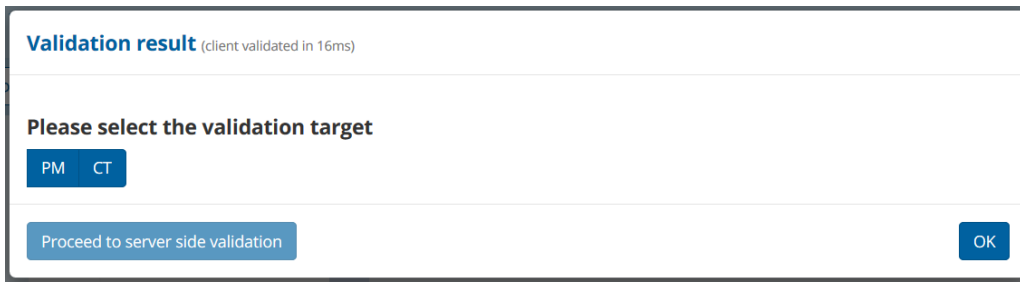 Validation result (client validated in 16ms)
Please select the validation target
PM CT
Proceed to server side validation OK